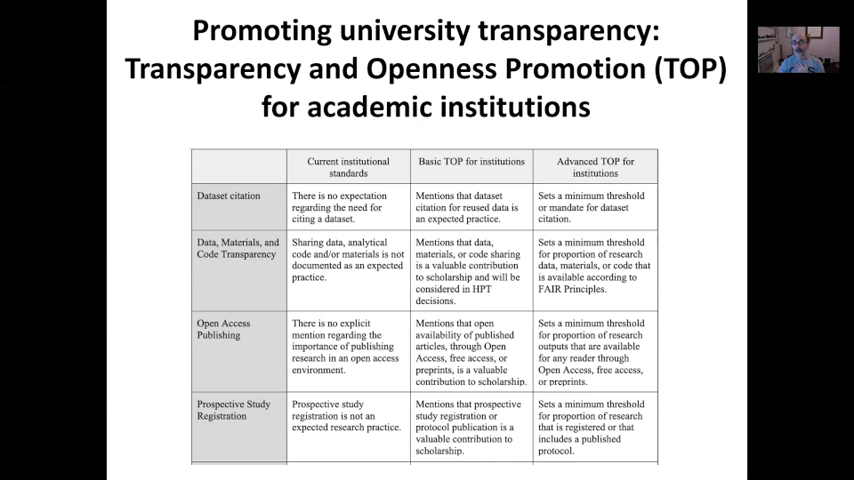 Promoting university transparency:
Transparency and Openness Promotion (TOP)
for academic institutions
Current institutional
standards
Basic TOP for institutions
Advanced TOP for
institutions
Dataset citation
There is no expectation
regarding the need for
citing a dataset.
Mentions that dataset
citation for reused data is
an expected practice.
Sets a minimum threshold
or mandate for dataset
citation.
Data, Materials, and
Code Transparency
Sharing data, analytical
code and/or materials is not
documented as an expected
practice.
Mentions that data,
materials, or code sharing
is a valuable contribution
to scholarship and will be
considered in HPT
decisions.
Sets a minimum threshold
for proportion of research
data, materials, or code that
is available according to
FAIR Principles.
Open Access
Publishing
There is no explicit
mention regarding the
importance of publishing
research in an open access
environment.
Mentions that open
availability of published
articles, through Open
Access, free access, or
preprints, is a valuable
contribution to scholarship.
Sets a minimum threshold
for proportion of research
outputs that are available
for any reader through
Open Access, free access,
or preprints.
Prospective Study
Registration
Prospective study
registration is not an
expected research practice.
Mentions that prospective
study registration or
protocol publication is a
valuable contribution to
scholarship.
Sets a minimum threshold
for proportion of research
that is registered or that
includes a published
protocol.